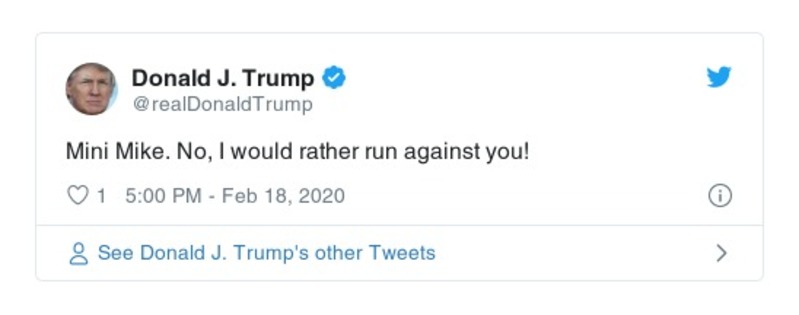 Donald J. Trump
@realDonaldTrump
Mini Mike. No, I would rather run against you!
1 5:00 PM - Feb 18, 2020
See Donald J. Trump's other Tweets